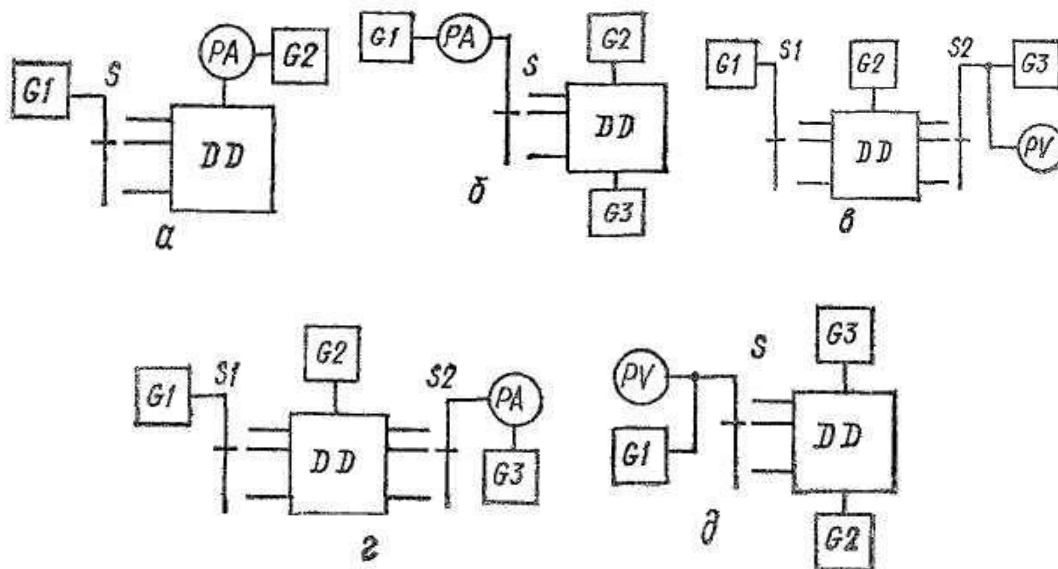 G1 S PA G2
DD
а
G1 PA S G2
DD
G3
б
G1 S1 G2 S2 G3
DD PV
в
G1 S1 G2 S2 PA
DD G3
г
PV S G3
G1 DD
G2
д